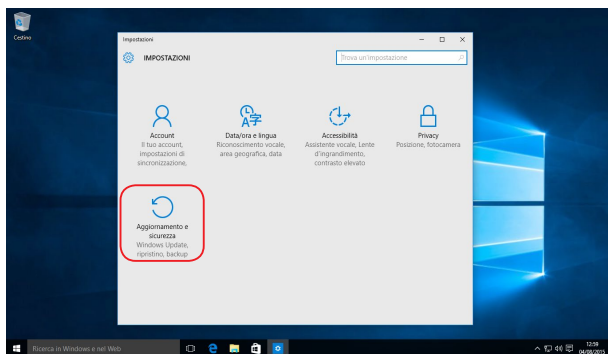 Cestino
Impostazioni
IMPOSTAZIONI
Trova un'impostazione
Account
Il tuo account,
impostazioni di
sincronizzazione,
Data/ora e lingua
Riconoscimento vocale,
area geografica, data
Accessibilità
Assistente vocale, Lente
d'ingrandimento,
contrasto elevato
Privacy
Posizione, fotocamera
Aggiornamento e
sicurezza
Windows Update,
ripristino, backup
Ricerca in Windows e nel Web
12:59
04/08/2015